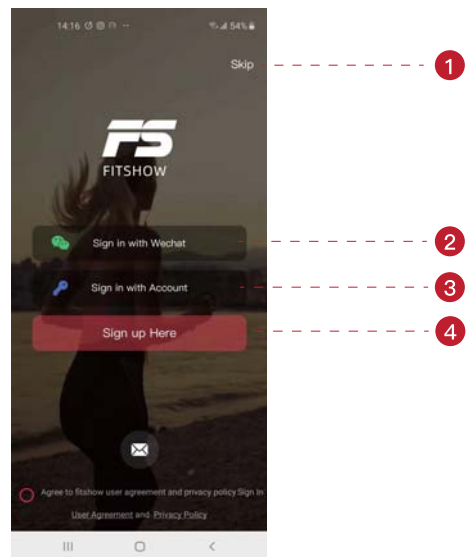 14:16
54%
Skip
1
FS
FITSHOW
Sign in with Wechat
2
Sign in with Account
3
Sign up Here
4
Agree to fitshow user agreement and privacy policy Sign In
User Agreement and Privacy Policy